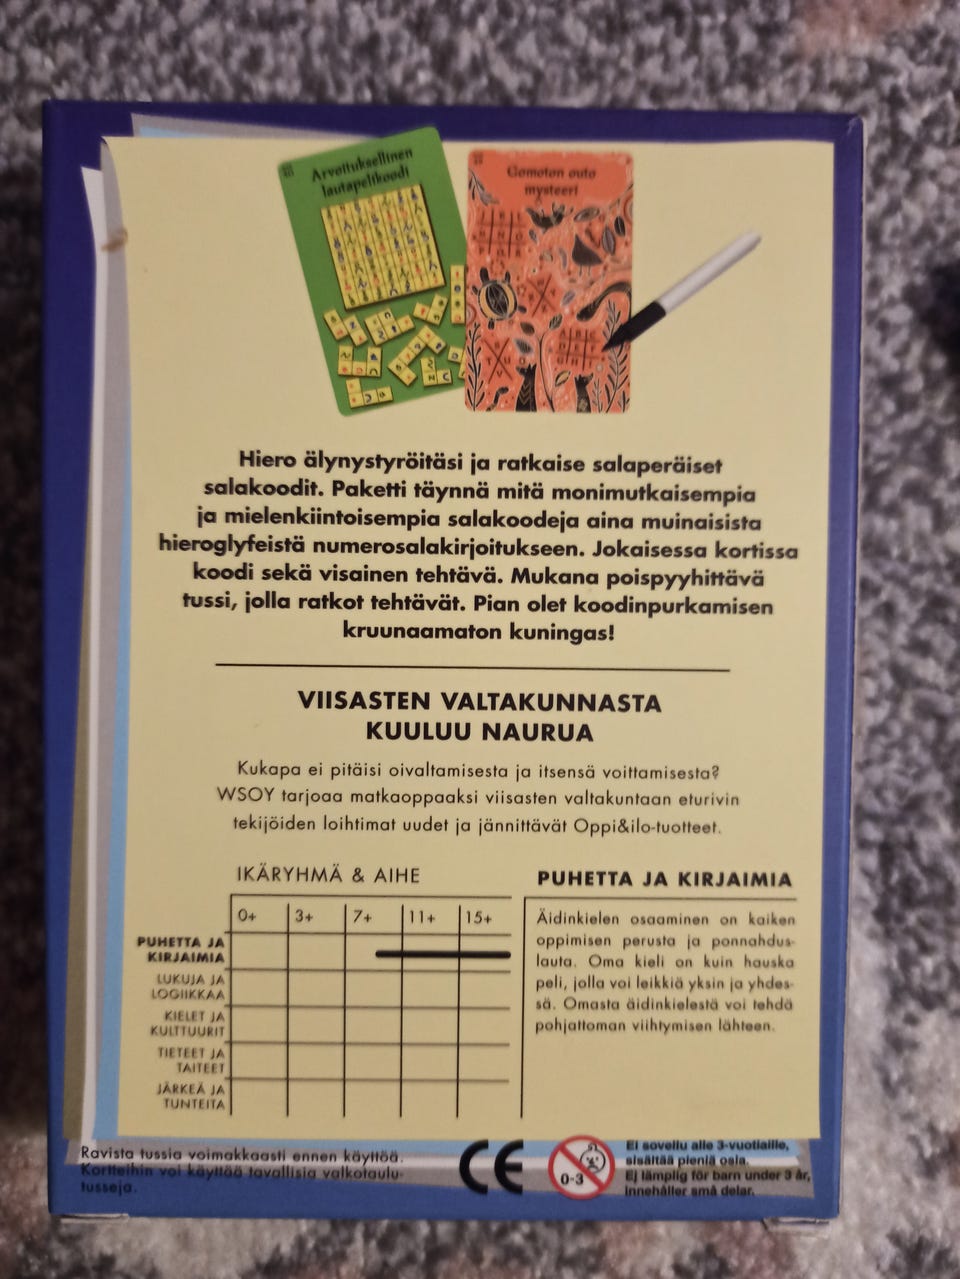 Arvoituksellinen
lautapelikoodi
Gomoton outo
mysteeri
Hiero älynystyröitäsi ja ratkaise salaperäiset
salakoodit. Paketti täynnä mitä monimutkaisempia
ja mielenkiintoisempia salakoodeja aina muinaisista
hieroglyfeistä numerosalakirjoitukseen. Jokaisessa kortissa
koodi sekä visainen tehtävä. Mukana poispyyhittävä
tussi, jolla ratkot tehtävät. Pian olet koodinpurkamisen
kruunaamaton kuningas!
VIISASTEN VALTAKUNNASTA
KUULUU NAURUA
Kukapa ei pitäisi oivaltamisesta ja itsensä voittamisesta?
WSOY tarjoaa matkaoppaaksi viisasten valtakuntaan eturivin
tekijöiden loihtimat uudet ja jännittävät Oppi&ilo-tuotteet.
IKÄRYHMÄ & AIHE
0+ 3+ 7+ 11+ 15+
PUHETTA JA
KIRJAIMIA
LUKUJA JA
LOGIIKKAA
KIELET JA
KULTTUURIT
TIETEET JA
TAITEET
JÄRKEÄ JA
TUNTEITA
PUHETTA JA KIRJAIMIA
Äidinkielen osaaminen on kaiken
oppimisen perusta ja ponnahdus-
lauta. Oma kieli on kuin hauska
peli, jolla voi leikkiä yksin ja yhdes-
sä. Omasta äidinkielestä voi tehdä
pohjattoman viihtymisen lähteen.
Ravista tussia voimakkaasti ennen käyttöä.
Kortteihin voi käyttää tavallisia valkotaulu-
tusseja.
CE
0-3
Ei sovellu alle 3-vuotiaille,
sisältää pieniä osia.
Ej lämplig för barn under 3 år,
innehåller små delar.